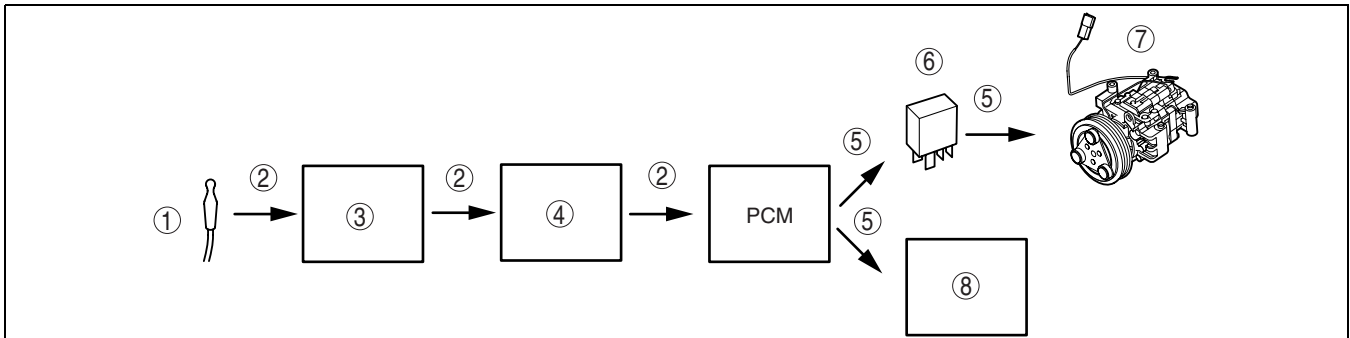 ⑦
⑥
⑤
⑤
② ② ②
① ③ ④ PCM ⑤
⑧